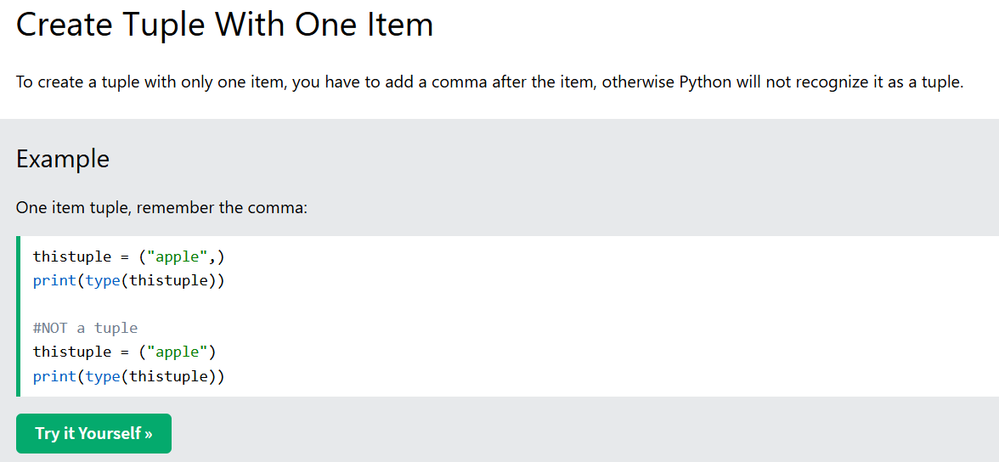 Create Tuple With One Item
To create a tuple with only one item, you have to add a comma after the item, otherwise Python will not recognize it as a tuple.
Example
One item tuple, remember the comma:
thistuple = ("apple",)
print(type(thistuple))
#NOT a tuple
thistuple = ("apple")
print(type(thistuple))
Try it Yourself »